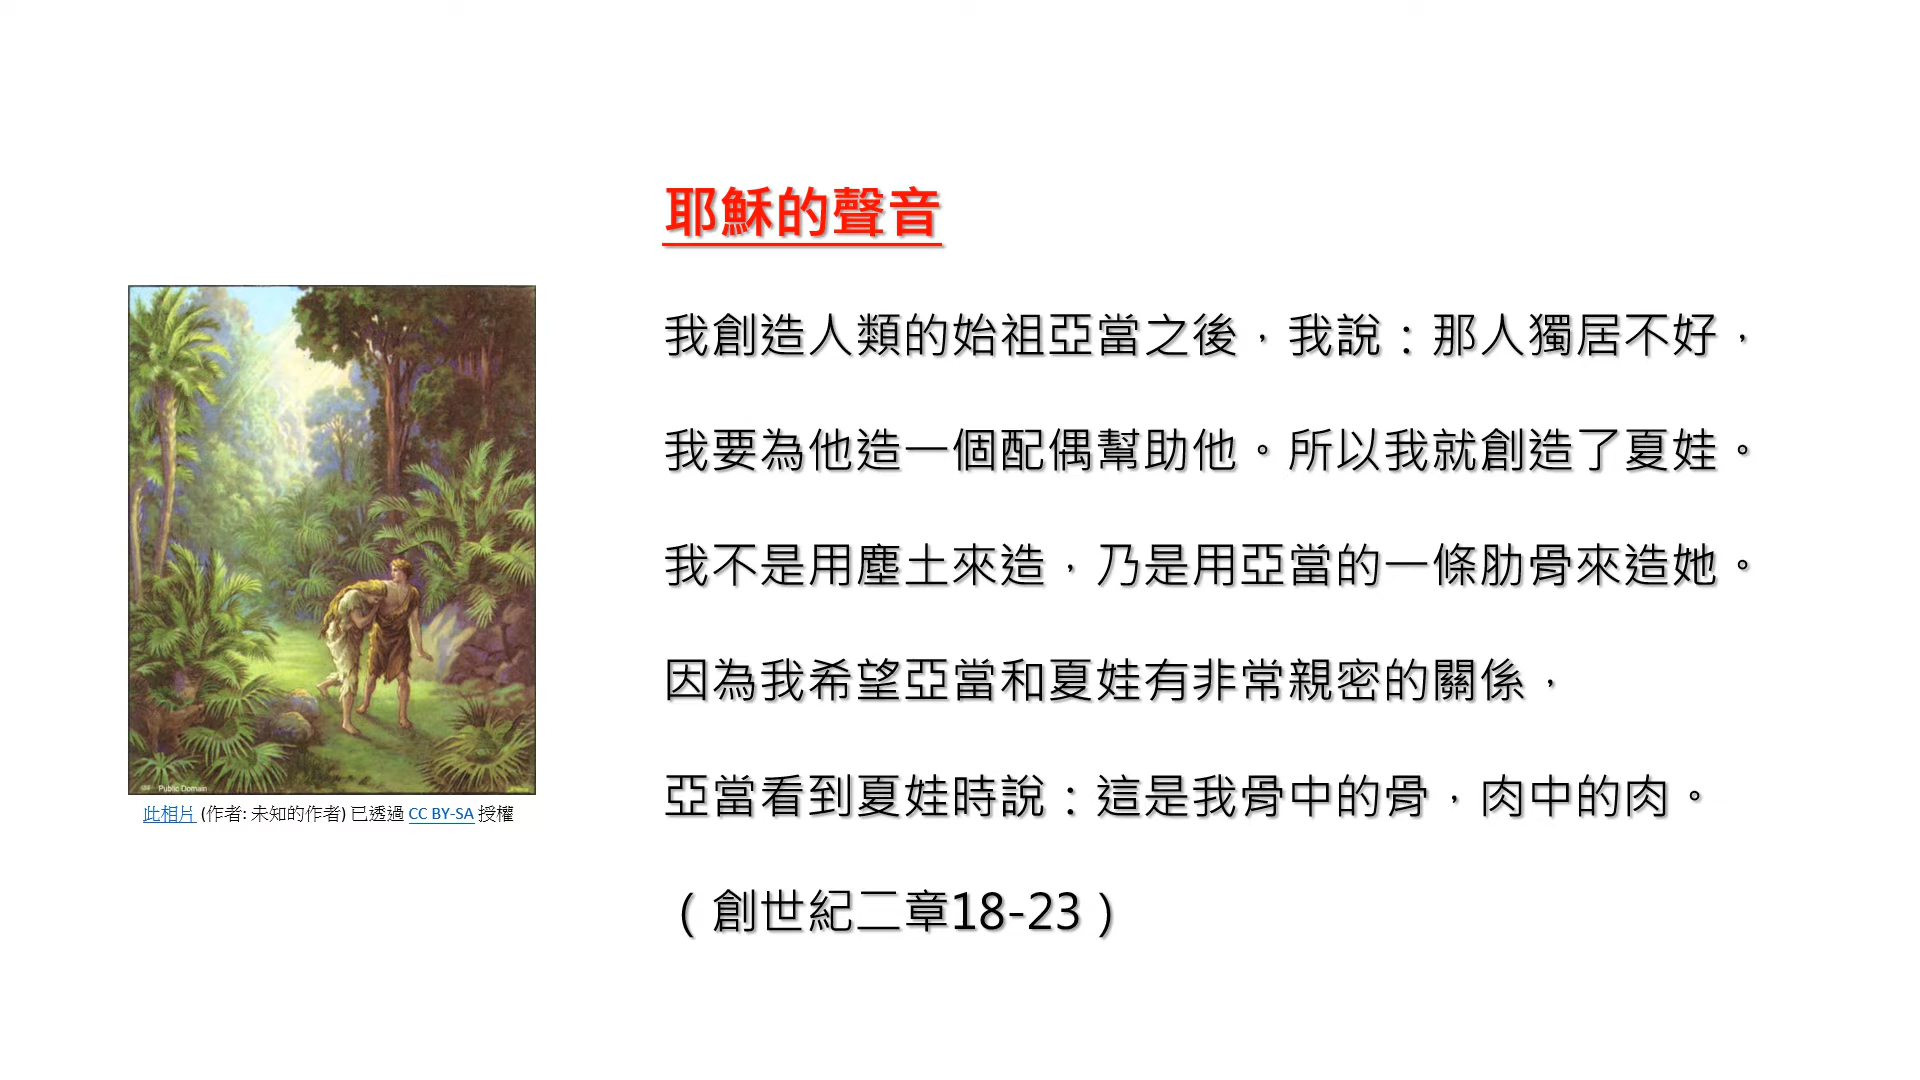 耶穌的聲音
我創造人類的始祖亞當之後，我說：那人獨居不好，
我要為他造一個配偶幫助他。所以我就創造了夏娃。
我不是用塵土來造，乃是用亞當的一條肋骨來造她。
因為我希望亞當和夏娃有非常親密的關係，
亞當看到夏娃時說：這是我骨中的骨，肉中的肉。
（創世紀二章18-23）
Public Domain
此相片 (作者: 未知的作者) 已透過 CC BY-SA 授權